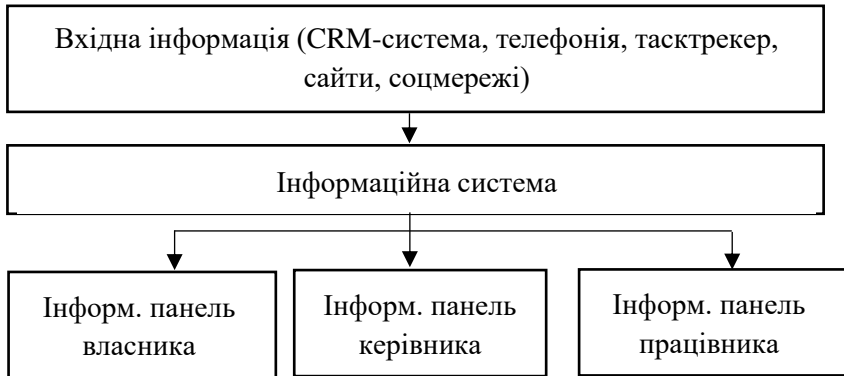 Вхідна інформація (CRM-система, телефонія, тасктрекер,
сайти, соцмережі)
Інформаційна система
Інформ. панель
власника
Інформ. панель
керівника
Інформ. панель
працівника